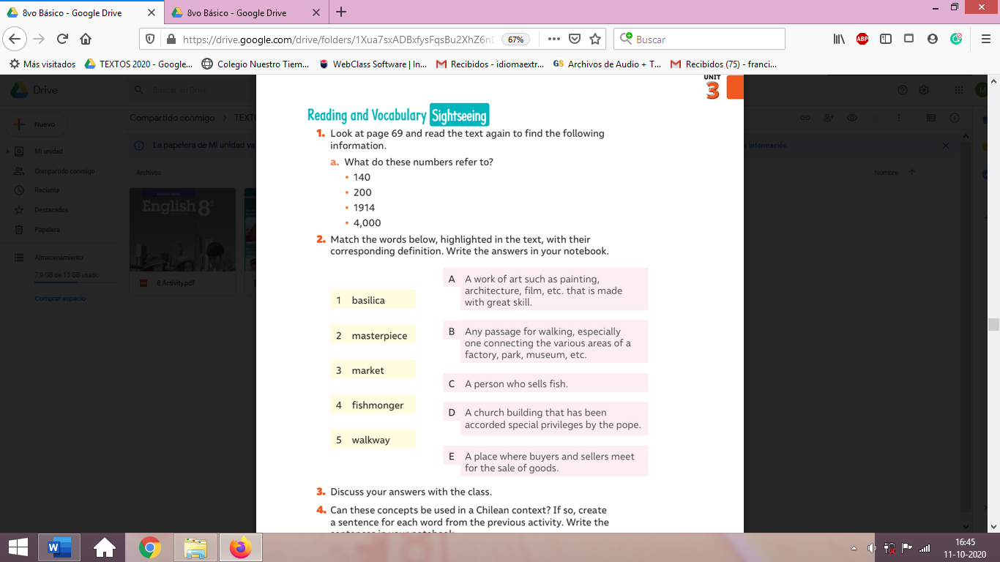 8vo Básico - Google Drive
8vo Básico - Google Drive
https://drive.google.com/drive/folders/1Xua7sxADBxfysFqsBu2XhZ6n
67%
Buscar
ABP
Más visitados
TEXTOS 2020 - Google...
Colegio Nuestro Tiem...
WebClass Software | In...
Recibidos - idiomaextr...
GS Archivos de Audio + T...
Recibidos (75) - franci...
Drive
Buscar en Drive
Nuevo
Compartido conmigo > TEXT
La papelera de Mi unidad va
información
Mi unidad
Compartido conmigo
Reciente
Destacados
Papelera
Almacenamiento
7,9 GB de 15 GB usado
Comprar espacio
Archivos
Nombre
English 8°
8 Activity.pdf
UNIT
3
Reading and Vocabulary Sightseeing
1. Look at page 69 and read the text again to find the following
information.
a. What do these numbers refer to?
• 140
• 200
• 1914
• 4,000
2. Match the words below, highlighted in the text, with their
corresponding definition. Write the answers in your notebook.
1 basilica
2 masterpiece
3 market
4 fishmonger
5 walkway
A A work of art such as painting,
architecture, film, etc. that is made
with great skill.
B Any passage for walking, especially
one connecting the various areas of a
factory, park, museum, etc.
C A person who sells fish.
D A church building that has been
accorded special privileges by the pope.
E A place where buyers and sellers meet
for the sale of goods.
3. Discuss your answers with the class.
4. Can these concepts be used in a Chilean context? If so, create
a sentence for each word from the previous activity. Write the
sentences in your notebook.
16:45
11-10-2020